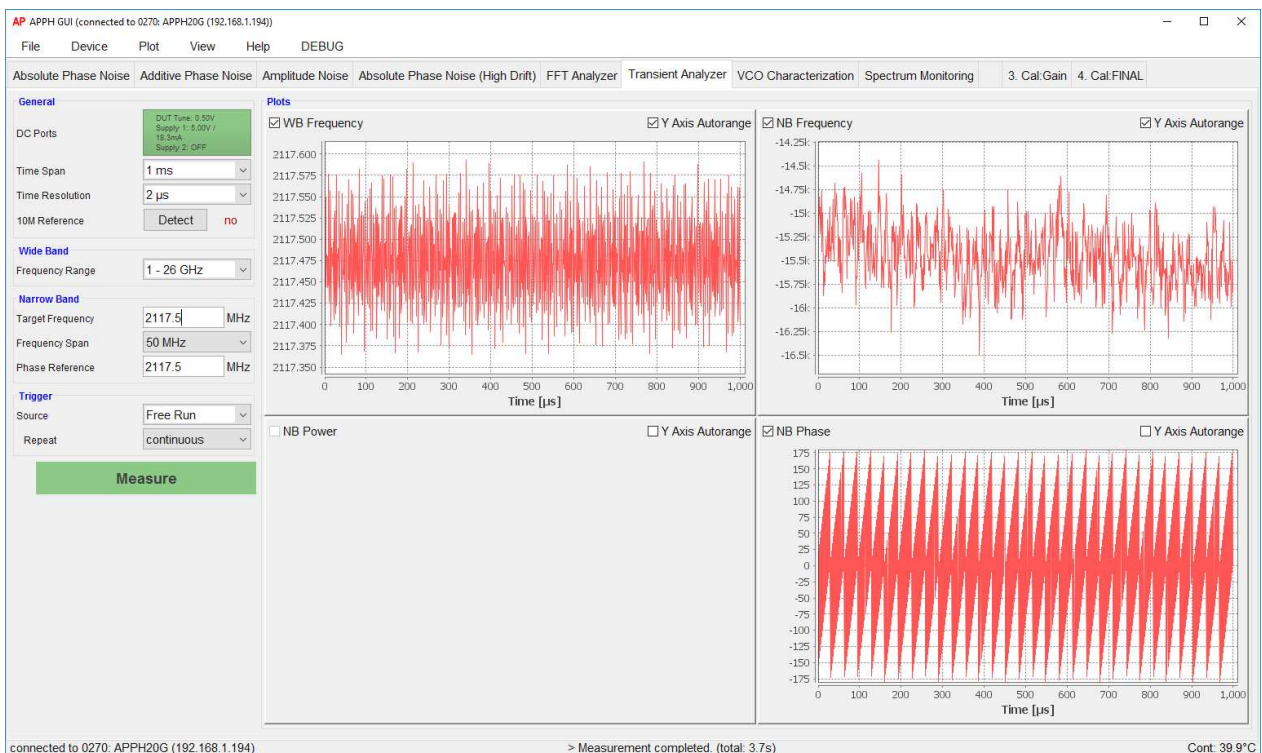 AP APPH GUI (connected to 0270: APPH20G (192.168.1.194))
File Device Plot View Help DEBUG
Absolute Phase Noise Additive Phase Noise Amplitude Noise Absolute Phase Noise (High Drift) FFT Analyzer Transient Analyzer VCO Characterization Spectrum Monitoring 3. Cal:Gain 4. Cal:FINAL
General
DC Ports
DUT Tune: 0.50V
Supply 1: 5.00V /
18.3mA
Supply 2: OFF
Time Span 1 ms
Time Resolution 2 µs
10M Reference Detect no
Wide Band
Frequency Range 1 - 26 GHz
Narrow Band
Target Frequency 2117.5 MHz
Frequency Span 50 MHz
Phase Reference 2117.5 MHz
Trigger
Source Free Run
Repeat continuous
Measure
Plots
WB Frequency Y Axis Autorange
2117.600
2117.575
2117.550
2117.525
2117.500
2117.475
2117.450
2117.425
2117.400
2117.375
2117.350
0 100 200 300 400 500 600 700 800 900 1,000
Time [µs]
NB Frequency Y Axis Autorange
-14.25k
-14.5k
-14.75k
-15k
-15.25k
-15.5k
-15.75k
-16k
-16.25k
-16.5k
0 100 200 300 400 500 600 700 800 900 1,000
Time [µs]
NB Power Y Axis Autorange
NB Phase Y Axis Autorange
175
150
125
100
75
50
25
0
-25
-50
-75
-100
-125
-150
-175
0 100 200 300 400 500 600 700 800 900 1,000
Time [µs]
connected to 0270: APPH20G (192.168.1.194) > Measurement completed. (total: 3.7s) Cont: 39.9°C